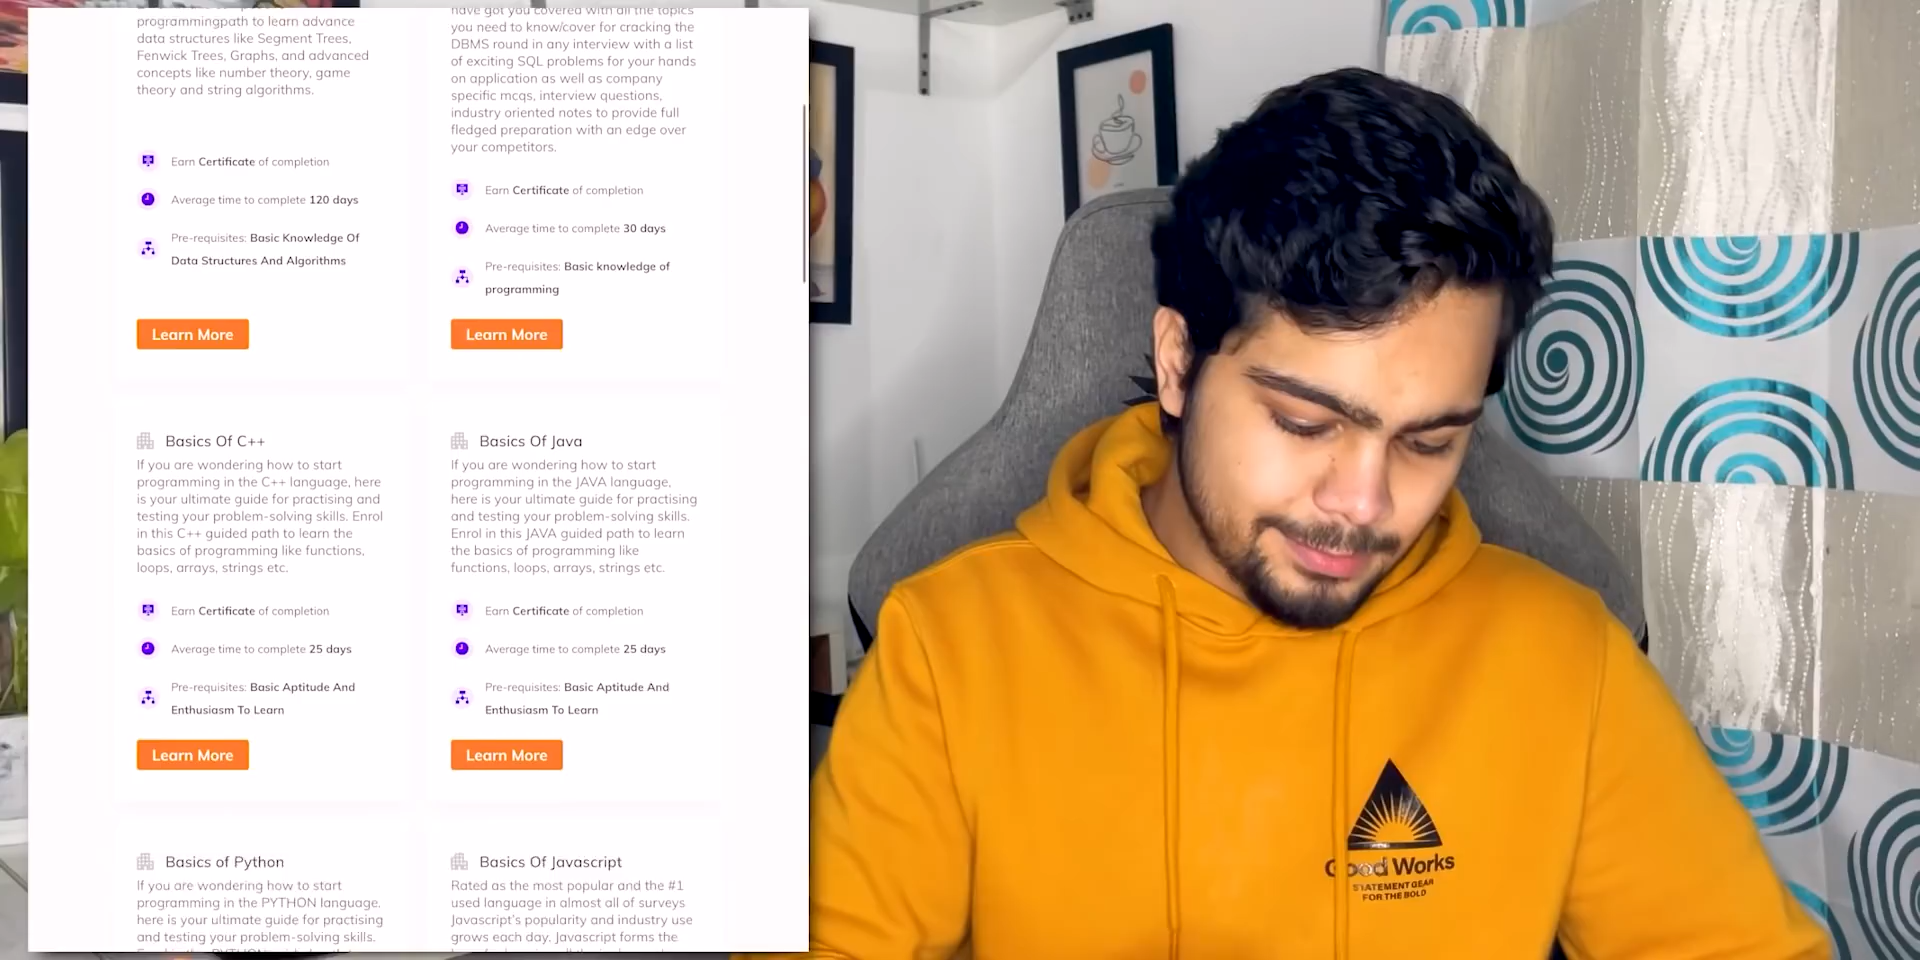 programmingpath to learn advance
data structures like Segment Trees,
Fenwick Trees, Graphs, and advanced
concepts like number theory, game
theory and string algorithms.
Earn Certificate of completion
Average time to complete 120 days
Pre-requisites: Basic Knowledge Of
Data Structures And Algorithms
Learn More
have got you covered with all the topics
you need to know/cover for cracking the
DBMS round in any interview with a list
of exciting SQL problems for your hands
on application as well as company
specific mcqs, interview questions,
industry oriented notes to provide full
fledged preparation with an edge over
your competitors.
Earn Certificate of completion
Average time to complete 30 days
Pre-requisites: Basic knowledge of
programming
Learn More
Basics Of C++
If you are wondering how to start
programming in the C++ language, here
is your ultimate guide for practising and
testing your problem-solving skills. Enrol
in this C++ guided path to learn the
basics of programming like functions,
loops, arrays, strings etc.
Earn Certificate of completion
Average time to complete 25 days
Pre-requisites: Basic Aptitude And
Enthusiasm To Learn
Learn More
Basics Of Java
If you are wondering how to start
programming in the JAVA language,
here is your ultimate guide for practising
and testing your problem-solving skills.
Enrol in this JAVA guided path to learn
the basics of programming like
functions, loops, arrays, strings etc.
Earn Certificate of completion
Average time to complete 25 days
Pre-requisites: Basic Aptitude And
Enthusiasm To Learn
Learn More
Basics of Python
If you are wondering how to start
programming in the PYTHON language.
here is your ultimate guide for practising
and testing your problem-solving skills.
Basics Of Javascript
Rated as the most popular and the #1
used language in almost all of surveys
Javascript's popularity and industry use
grows each day. Javascript forms the
Good Works
STATEMENT GEAR
FOR THE BOLD